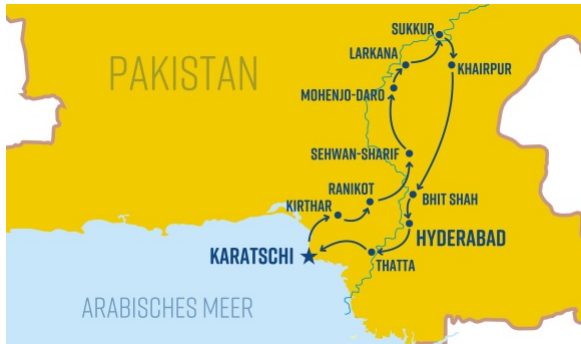 SUKKUR
LARKANA
KHAIRPUR
PAKISTAN
MOHENJO-DARO
SEHWAN-SHARIF
RANIKOT
BHIT SHAH
KIRTHAR
HYDERABAD
KARATSCHI
THATTA
ARABISCHES MEER